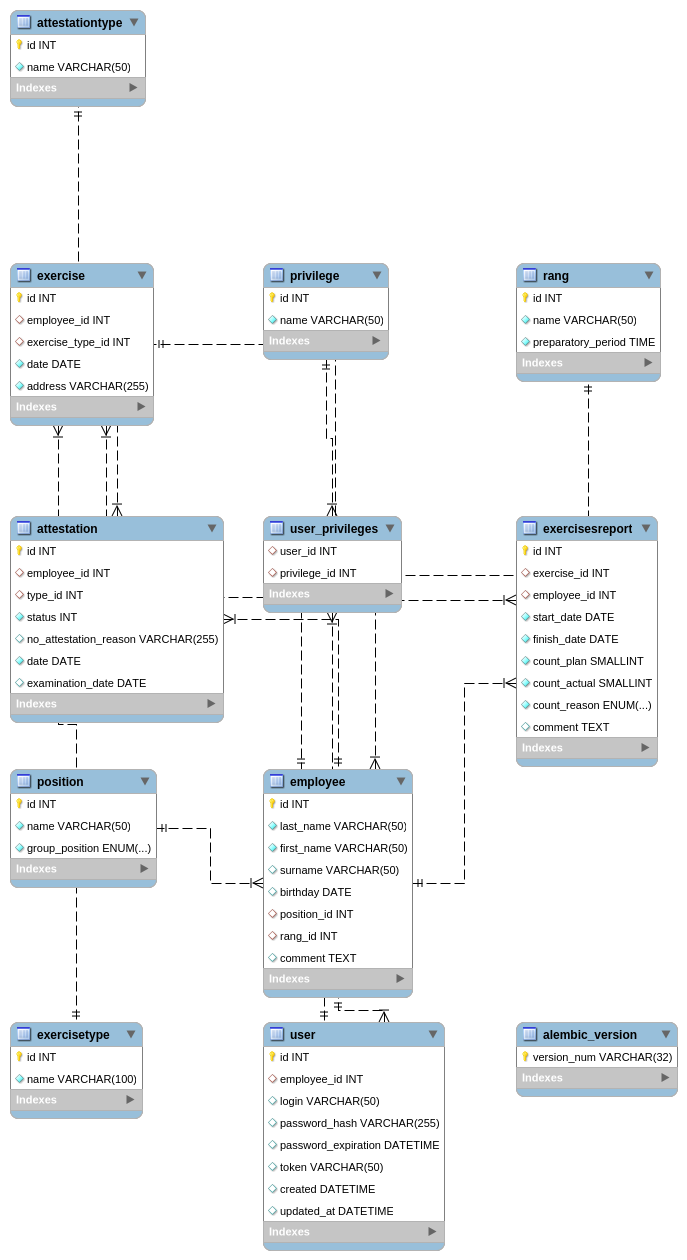 attestationtype
id INT
name VARCHAR(50)
Indexes
exercise
id INT
employee_id INT
exercise_type_id INT
date DATE
address VARCHAR(255)
Indexes
privilege
id INT
name VARCHAR(50)
Indexes
rang
id INT
name VARCHAR(50)
preparatory_period TIME
Indexes
attestation
id INT
employee_id INT
type_id INT
status INT
no_attestation_reason VARCHAR(255)
date DATE
examination_date DATE
Indexes
user_privileges
user_id INT
privilege_id INT
Indexes
exercisesreport
id INT
exercise_id INT
employee_id INT
start_date DATE
finish_date DATE
count_plan SMALLINT
count_actual SMALLINT
count_reason ENUM(...)
comment TEXT
Indexes
position
id INT
name VARCHAR(50)
group_position ENUM(...)
Indexes
employee
id INT
last_name VARCHAR(50)
first_name VARCHAR(50)
surname VARCHAR(50)
birthday DATE
position_id INT
rang_id INT
comment TEXT
Indexes
exercisetype
id INT
name VARCHAR(100)
Indexes
user
id INT
employee_id INT
login VARCHAR(50)
password_hash VARCHAR(255)
password_expiration DATETIME
token VARCHAR(50)
created DATETIME
updated_at DATETIME
Indexes
alembic_version
version_num VARCHAR(32)
Indexes